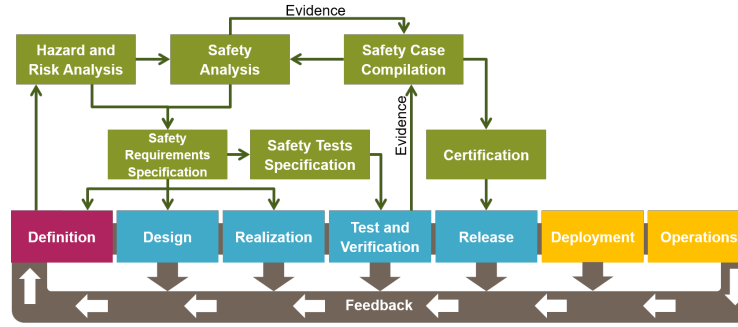 Evidence
Hazard and
Risk Analysis
Safety
Analysis
Safety Case
Compilation
Evidence
Safety
Requirements
Specification
Safety Tests
Specification
Certification
Definition
Design
Realization
Test and
Verification
Release
Deployment
Operations
Feedback